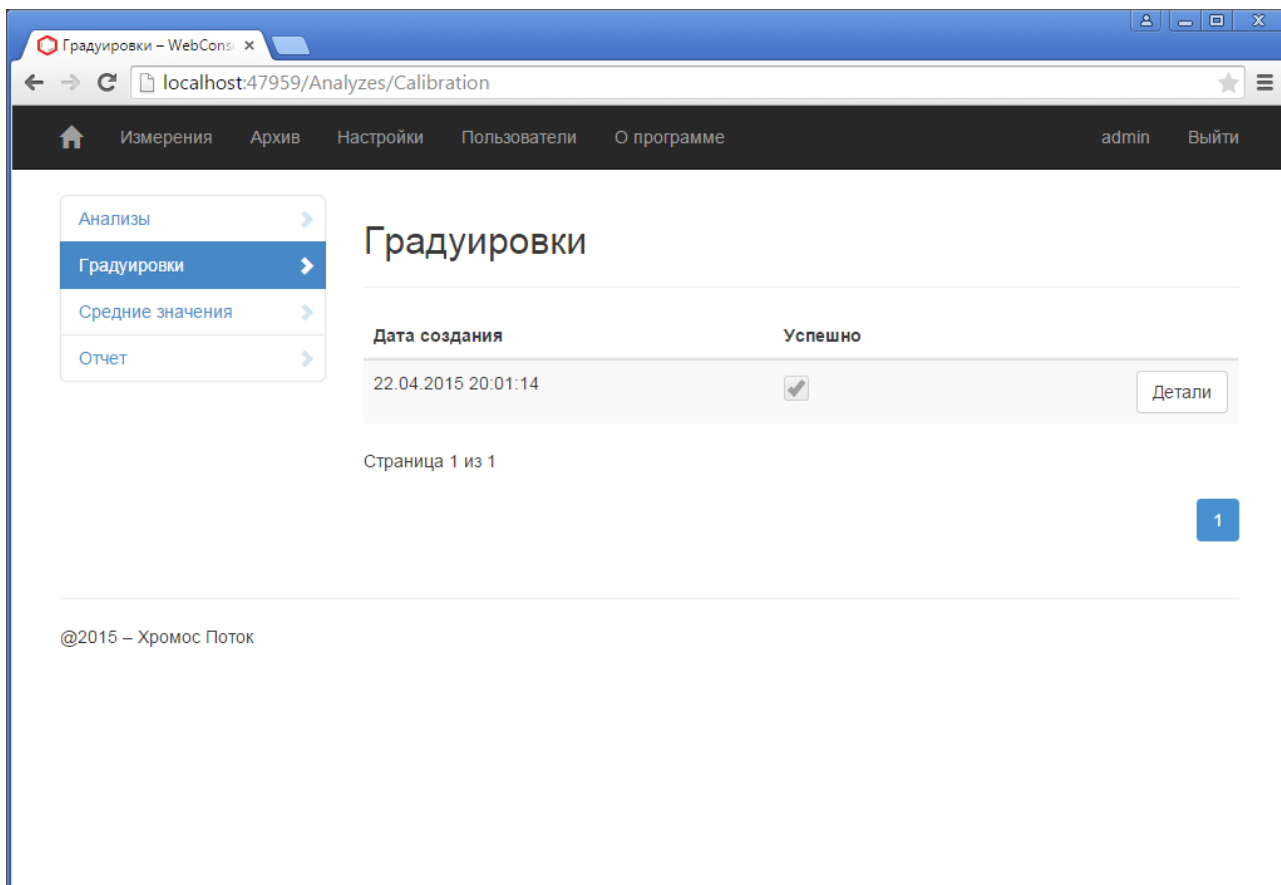 Градуировки – WebCons
localhost:47959/Analyzes/Calibration
Измерения Архив Настройки Пользователи О программе admin Выйти
Анализы
Градуировки
Средние значения
Отчет
Градуировки
Дата создания Успешно
22.04.2015 20:01:14 Детали
Страница 1 из 1
1
@2015 – Хромос Поток